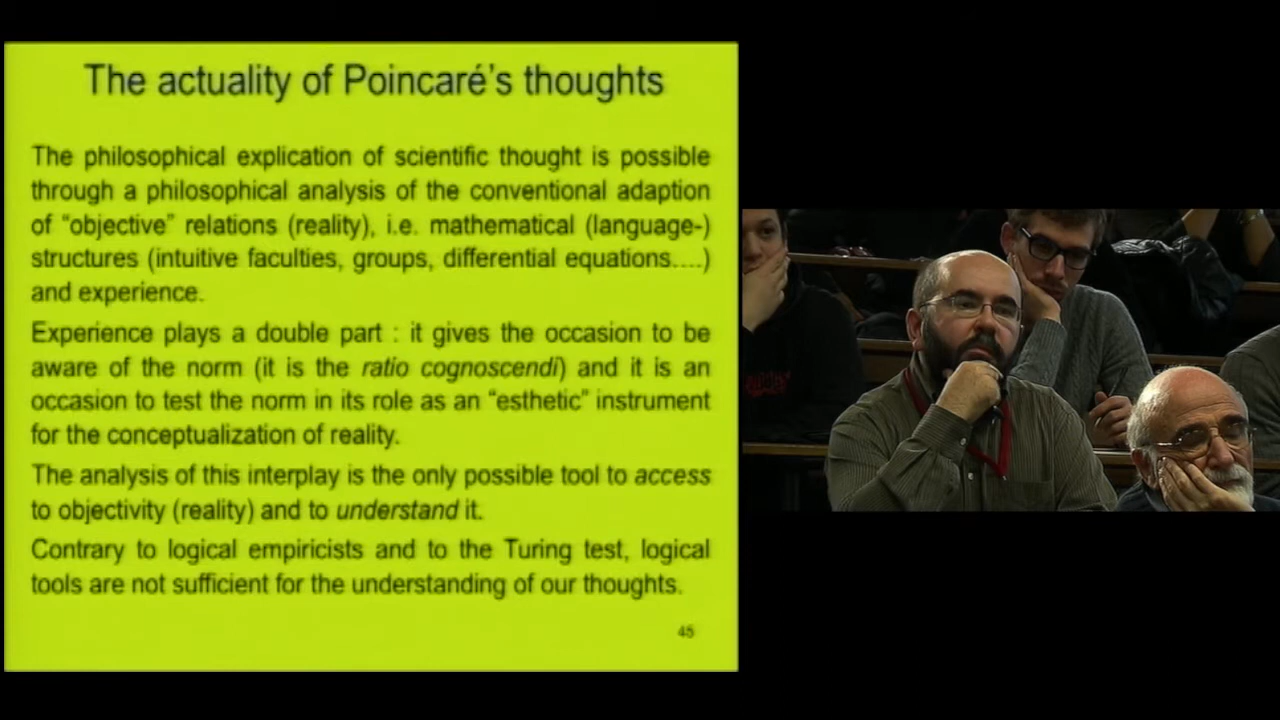 The actuality of Poincaré's thoughts
The philosophical explication of scientific thought is possible
through a philosophical analysis of the conventional adaption
of “objective” relations (reality), i.e. mathematical (language-)
structures (intuitive faculties, groups, differential equations….)
and experience.
Experience plays a double part : it gives the occasion to be
aware of the norm (it is the ratio cognoscendi) and it is an
occasion to test the norm in its role as an “esthetic” instrument
for the conceptualization of reality.
The analysis of this interplay is the only possible tool to access
to objectivity (reality) and to understand it.
Contrary to logical empiricists and to the Turing test, logical
tools are not sufficient for the understanding of our thoughts.
45